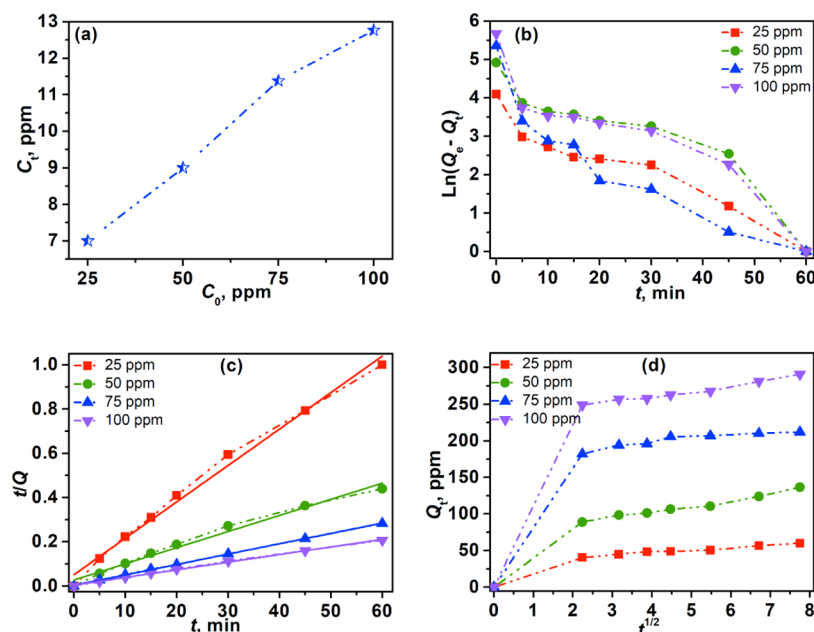 (a)
13
12
11
10
9
8
7
Ct, ppm
25
50
75
100
C0, ppm
(b)
25 ppm
50 ppm
75 ppm
100 ppm
6
5
4
3
2
1
0
Ln(Qe- Qt)
0
10
20
30
40
50
60
t, min
(c)
25 ppm
50 ppm
75 ppm
100 ppm
1.0
0.8
0.6
0.4
0.2
0.0
t/Q
0
10
20
30
40
50
60
t, min
(d)
25 ppm
50 ppm
75 ppm
100 ppm
300
250
200
150
100
50
0
Qt, ppm
0
1
2
3
4
5
6
7
8
t1/2